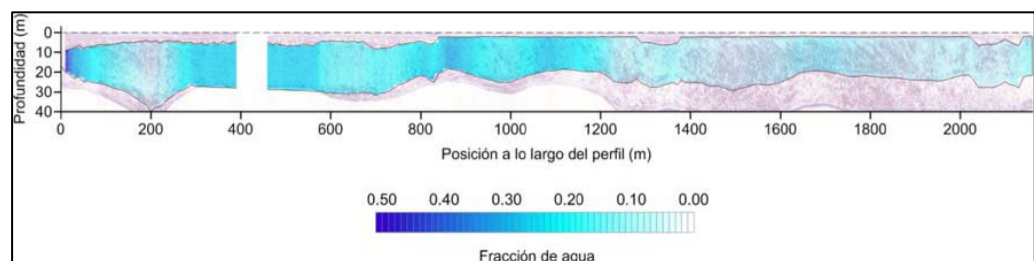 Profundidad (m)
0
10
20
30
40
0 200 400 600 800 1000 1200 1400 1600 1800 2000
Posición a lo largo del perfil (m)
0.50 0.40 0.30 0.20 0.10 0.00
Fracción de agua